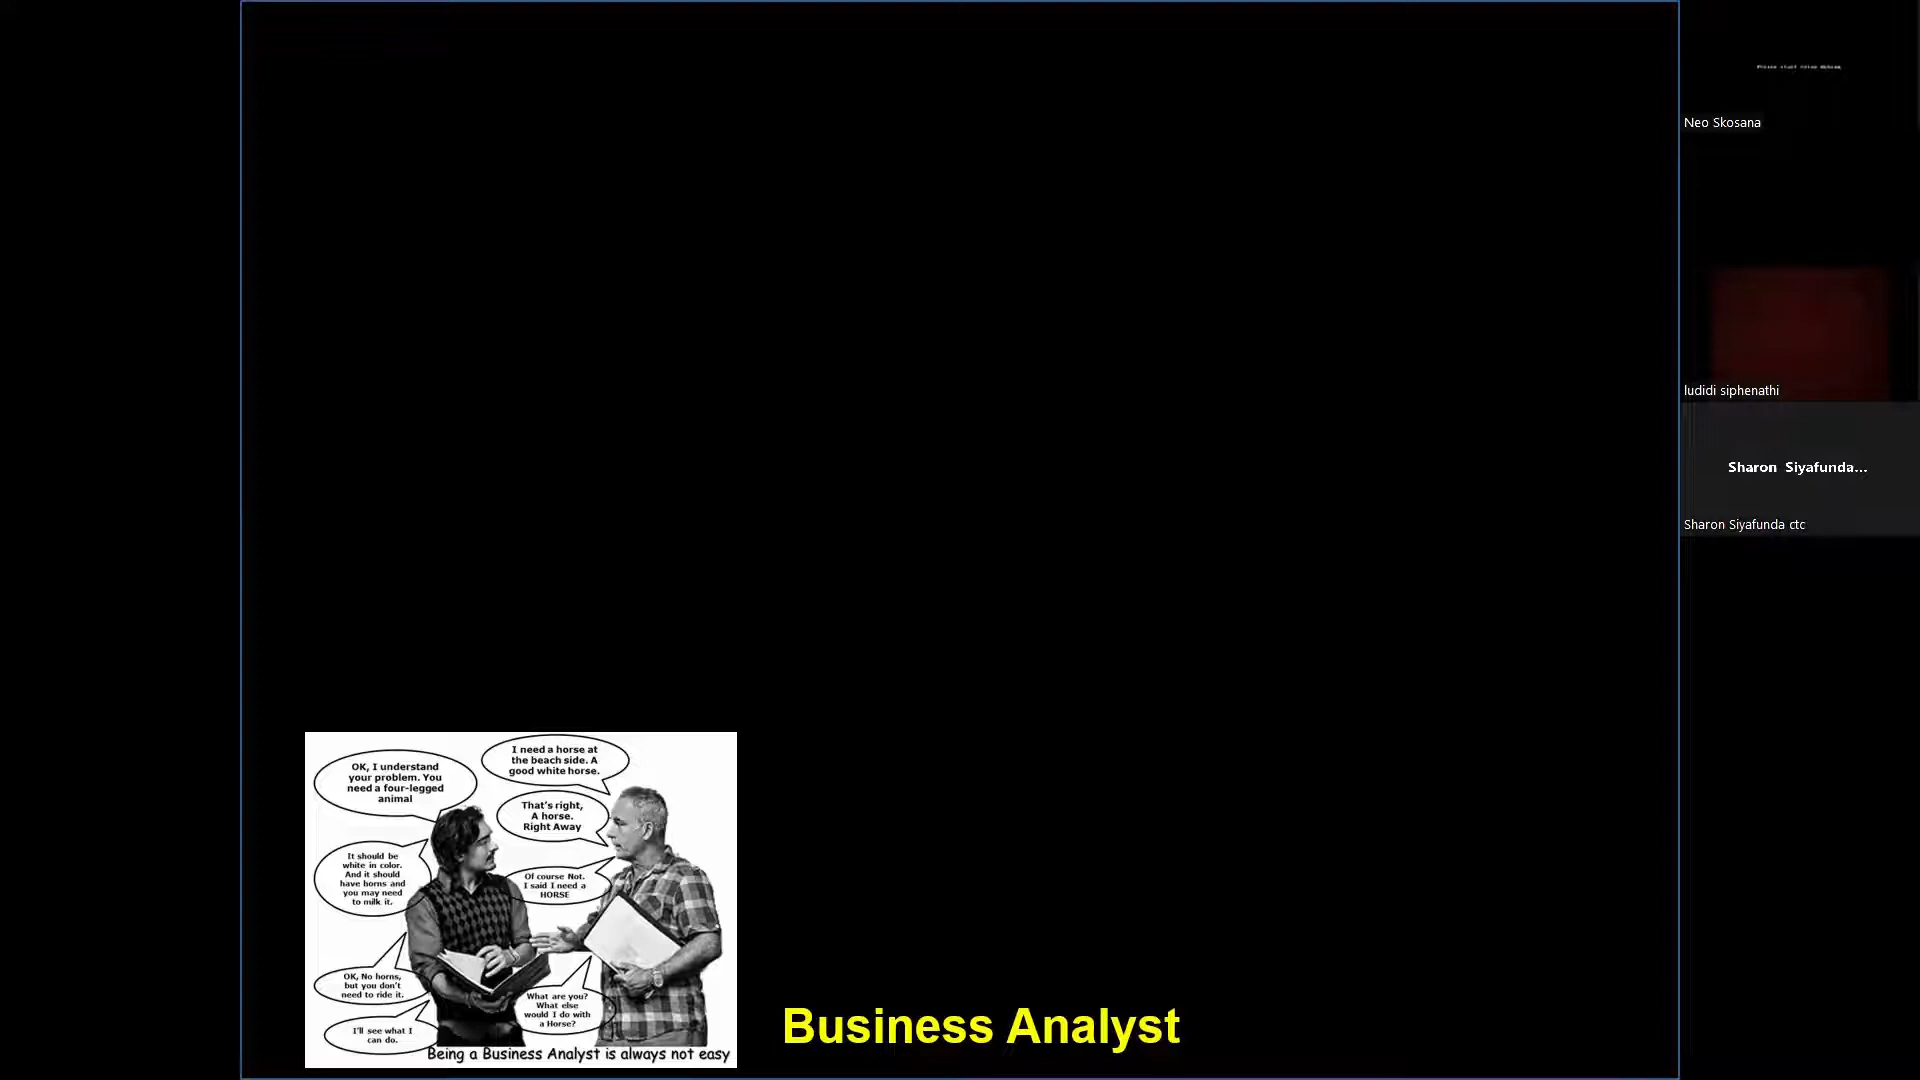 Neo Skosana
ludidi siphenathi
Sharon Siyafunda...
Sharon Siyafunda ctc
I need a horse at
the beach side. A
good white horse.
OK, I understand
your problem. You
need a four-legged
animal
That's right,
A horse.
Right Away
It should be
white in color.
And it should
have horns and
you may need
to milk it.
Of course Not.
I said I need a
HORSE
OK, No horns,
but you don't
need to ride it.
What are you?
What else
would I do with
a Horse?
I'll see what I
can do.
Being a Business Analyst is always not easy
Business Analyst